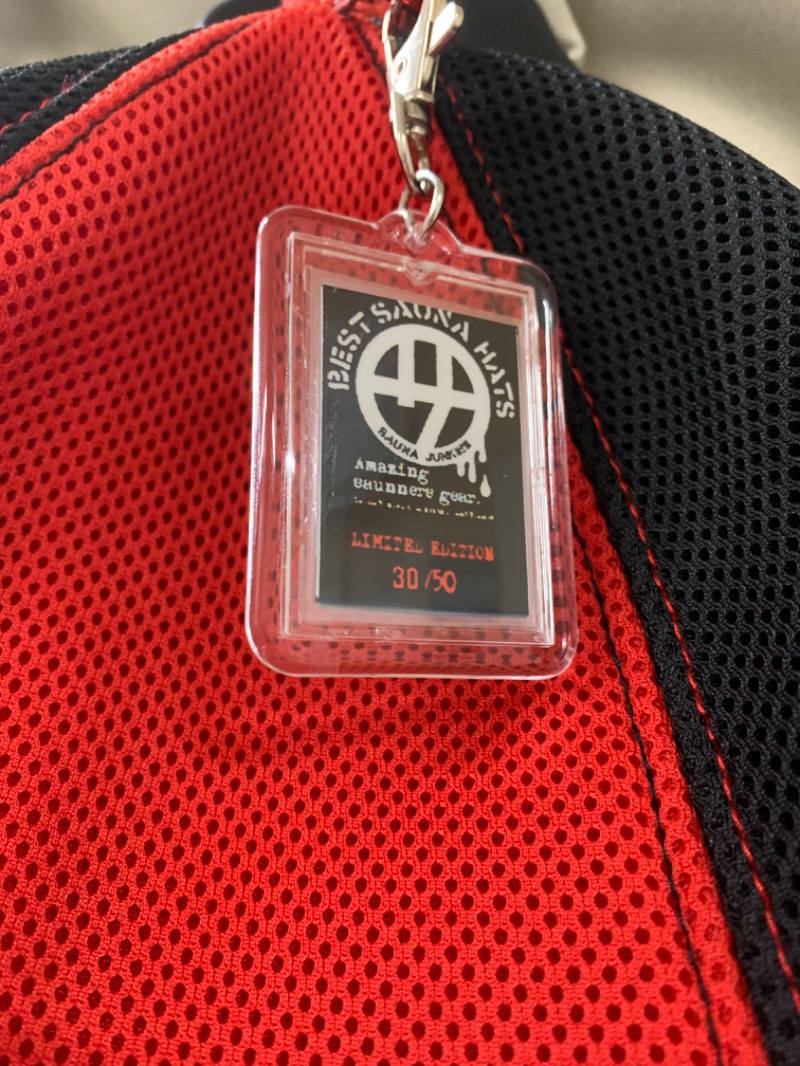 BEST SAUNA HATS
SAUNA JUNKIES
Amazing
saunners gear.
LIMITED EDITION
30/50